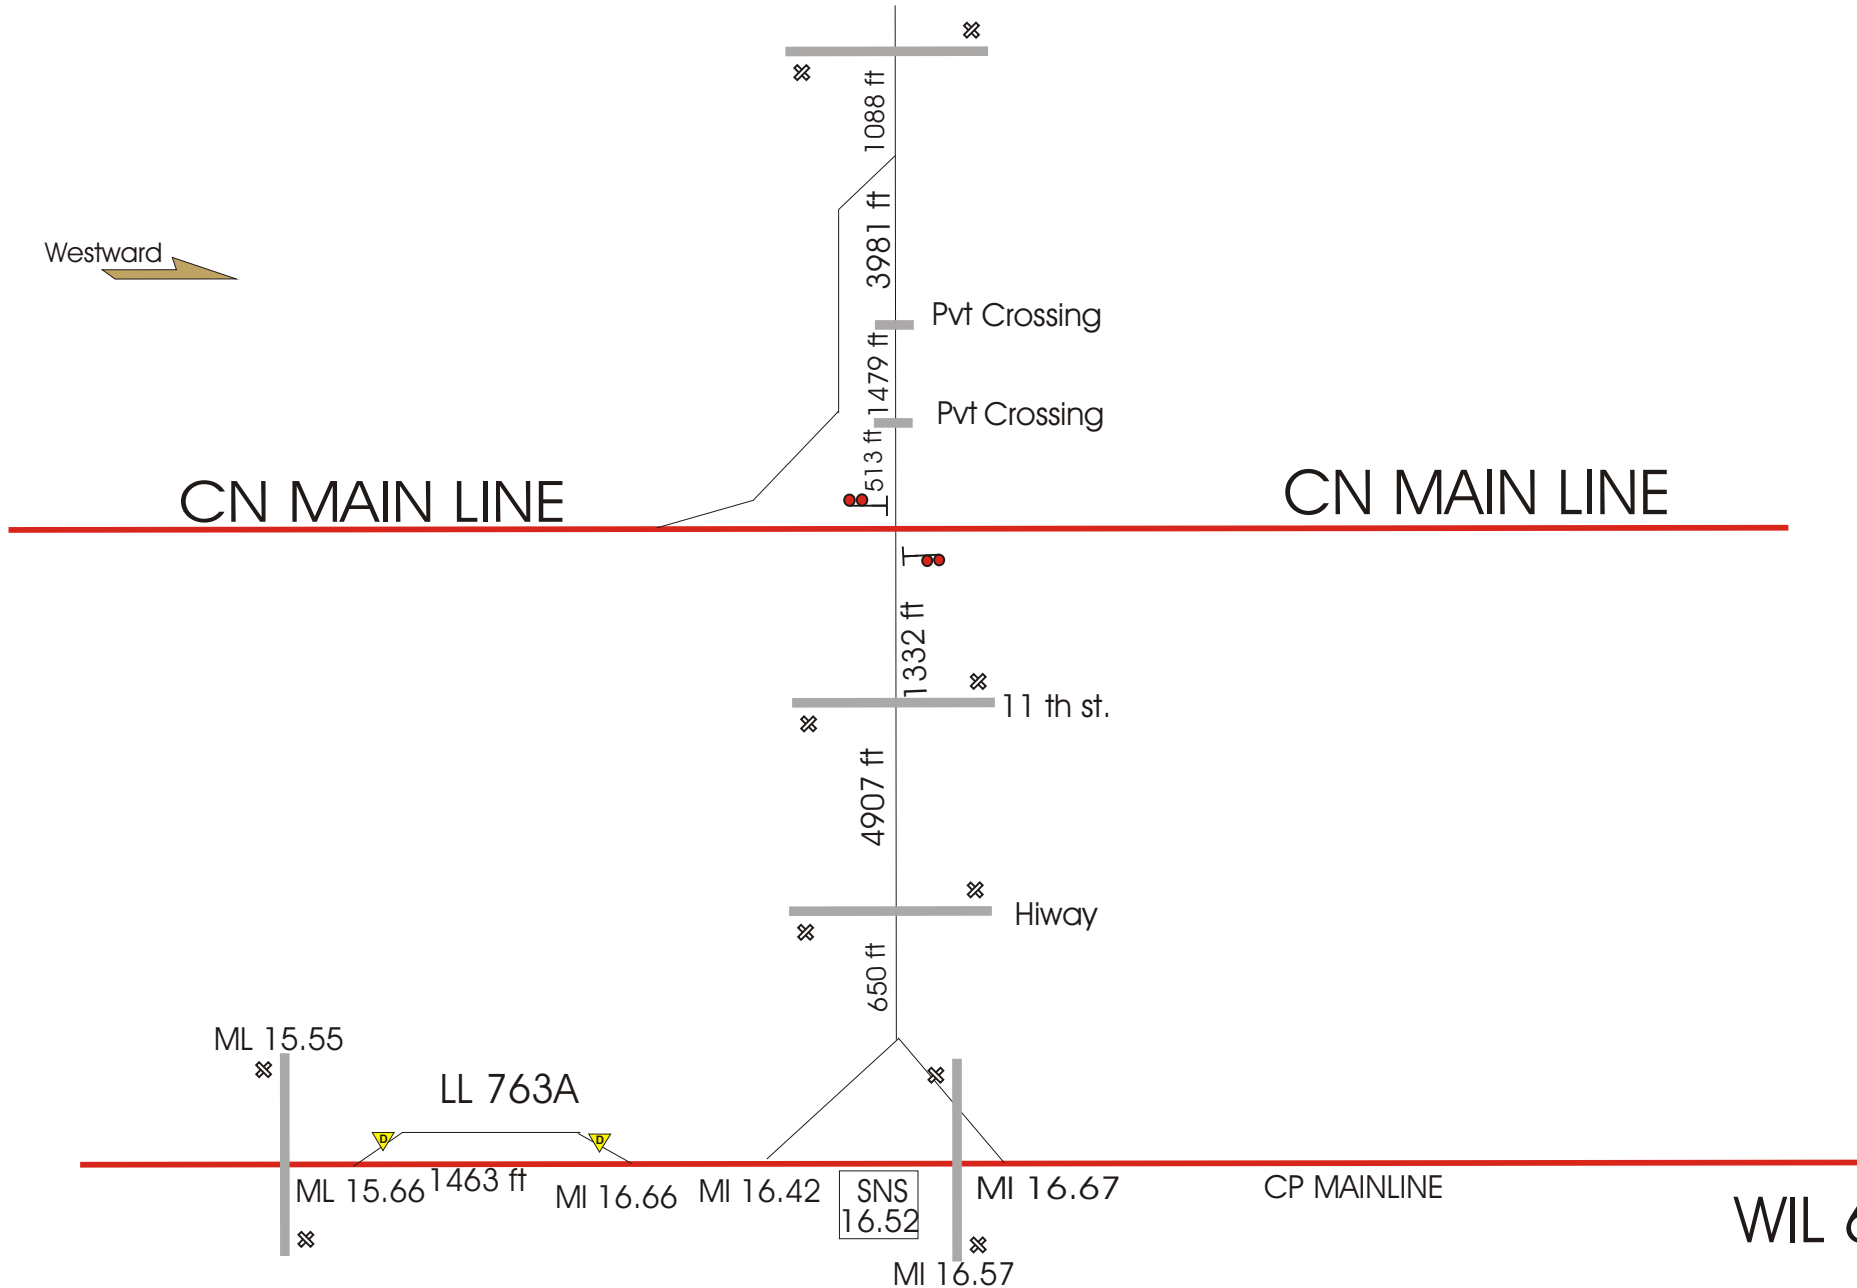 1088 ft
3981 ft
Westward
Pvt Crossing
1479 ft
Pvt Crossing
513 ft
CN MAIN LINE
CN MAIN LINE
1332 ft
11 th st.
4907 ft
Hiway
650 ft
ML 15.55
LL 763A
D
D
ML 15.66
1463 ft
MI 16.66
MI 16.42
SNS
16.52
MI 16.67
CP MAINLINE
WIL
MI 16.57